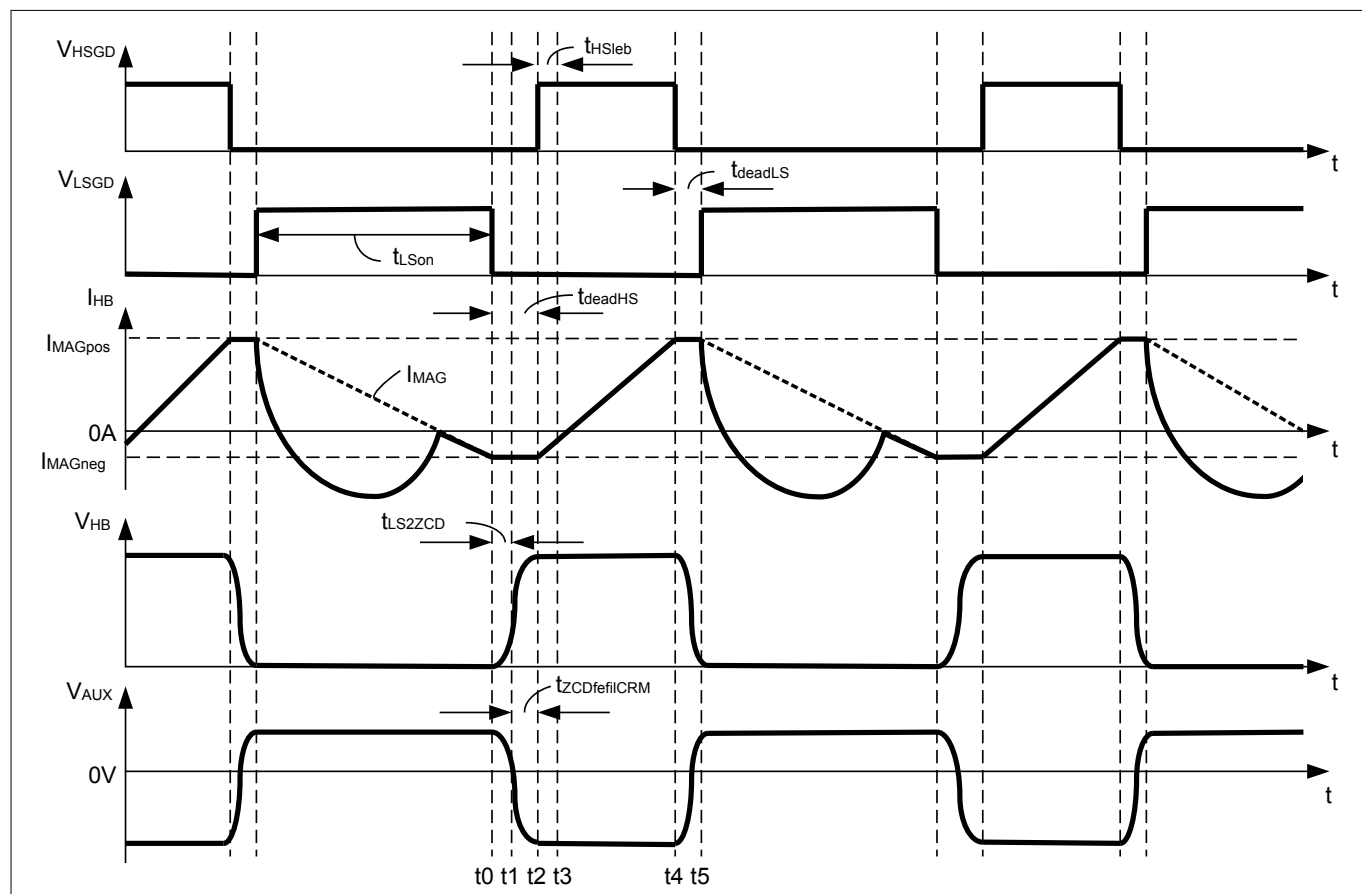 VHSGD
tHSleb
t
VLSGD
tdeadLS
tLSon
t
IHB
tdeadHS
IMAGpos
IMAG
0A
IMAGneg
t
VHB
tLS2ZCD
t
VAUX
tZCDfefilCRM
0V
t
t0 t1 t2 t3 t4 t5